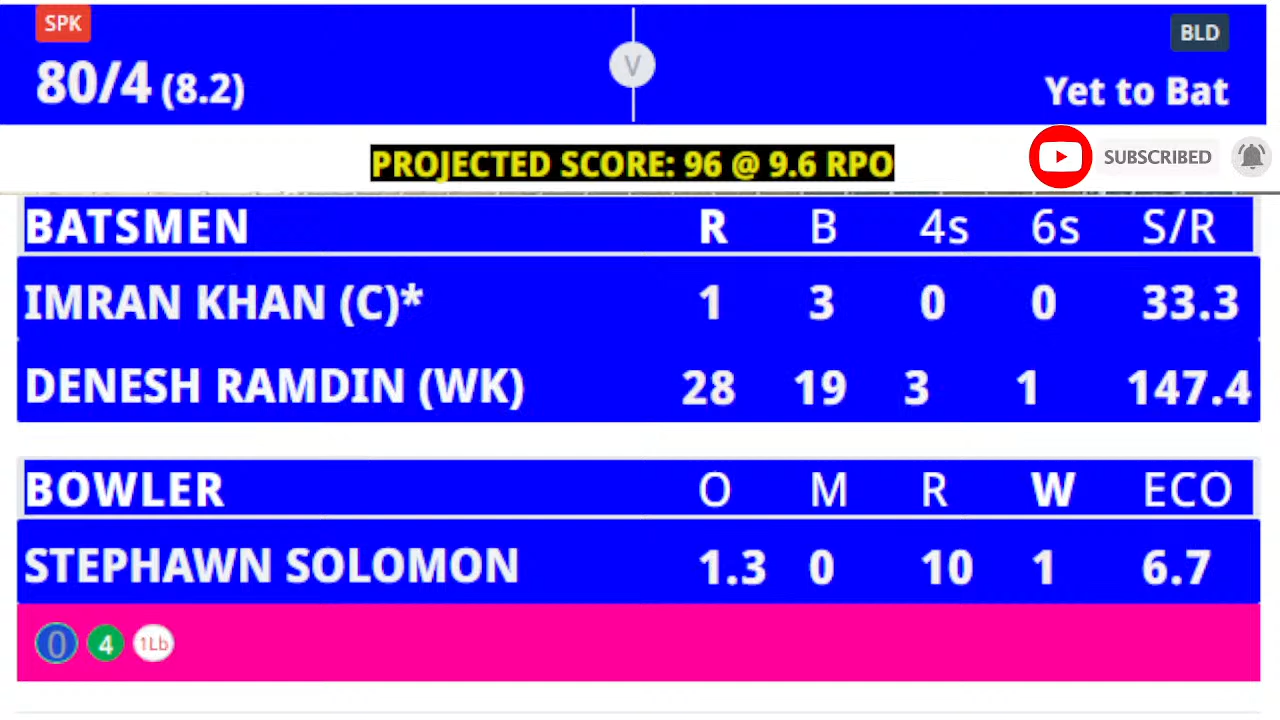 SPK
BLD
80/4 (8.2)
V
Yet to Bat
PROJECTED SCORE: 96 @ 9.6 RPO
SUBSCRIBED
BATSMEN R B 4s 6s S/R
IMRAN KHAN (C)* 1 3 0 0 33.3
DENESH RAMDIN (WK) 28 19 3 1 147.4
BOWLER O M R W ECO
STEPHAWN SOLOMON 1.3 0 10 1 6.7
0 4 1Lb